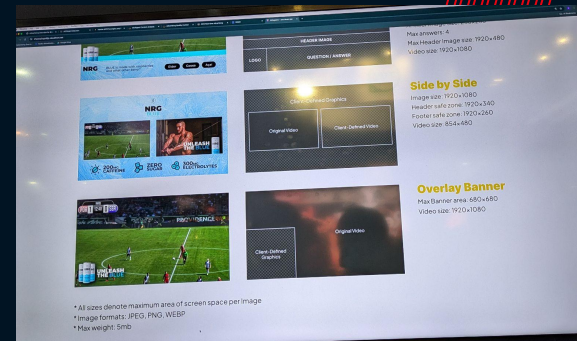 Max answers: 4
Max Header Image size: 1920×480
Video size: 1920×1080
HEADER IMAGE
LOGO
QUESTION / ANSWER
NRG
Side by Side
Image size: 1920×1080
Header safe zone: 1920×340
Footer safe zone: 1920×260
Video size: 854×480
Client-Defined Graphics
Original Video
Client-Defined Video
NRG
UNLEASH
THE BLUE
200mg
CAFFEINE
ZERO
SUGAR
300mg
ELECTROLYTES
Overlay Banner
Max Banner area: 680×680
Video size: 1920×1080
Original Video
Client-Defined
Graphics
PROVIDENCE
UNLEASH
THE BLUE
* All sizes denote maximum area of screen space per image
* Image formats: JPEG, PNG, WEBP
* Max weight: 5mb